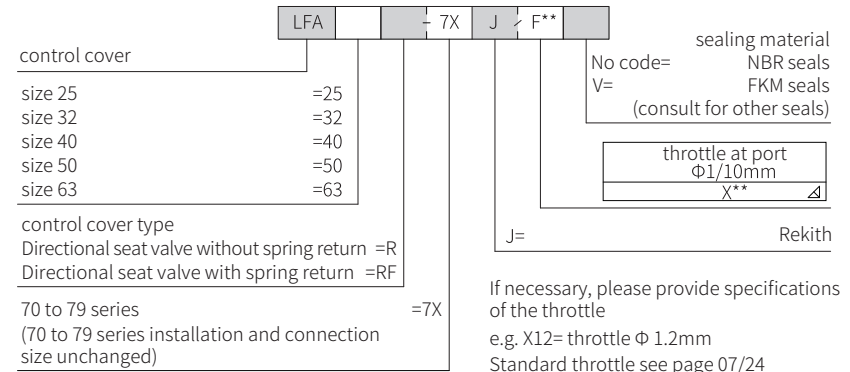 LFA - 7X J / F**
control cover
size 25 =25
size 32 =32
size 40 =40
size 50 =50
size 63 =63
control cover type
Directional seat valve without spring return =R
Directional seat valve with spring return =RF
70 to 79 series =7X
(70 to 79 series installation and connection
size unchanged)
sealing material
No code= NBR seals
V= FKM seals
(consult for other seals)
throttle at port
Φ1/10mm
X**
J= Rekith
If necessary, please provide specifications
of the throttle
e.g. X12= throttle Φ 1.2mm
Standard throttle see page 07/24